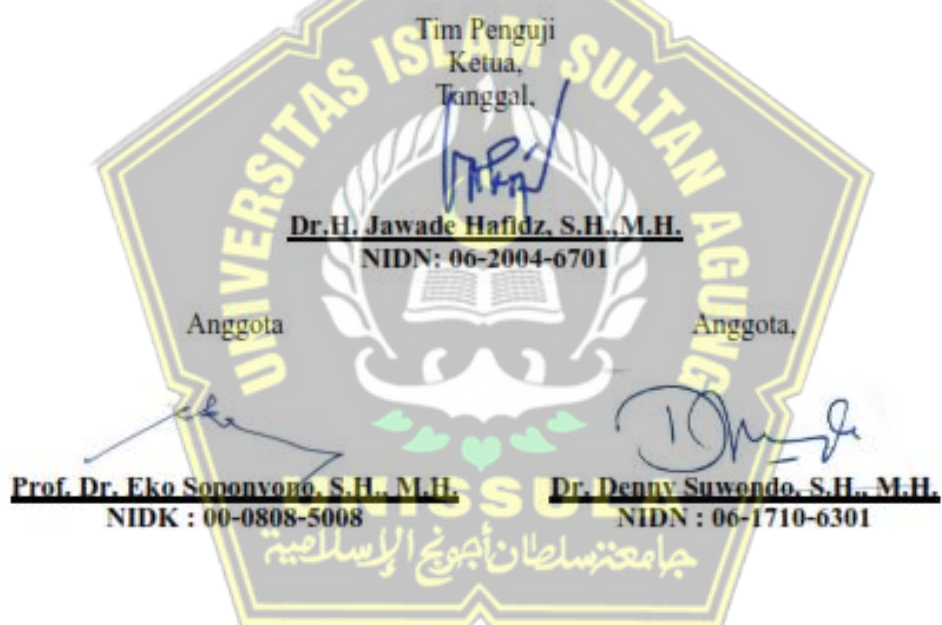 Tim Penguji
Ketua,
Tanggal,
Dr.H. Jawade Hafidz, S.H.,M.H.
NIDN: 06-2004-6701
Anggota
Anggota,
Prof. Dr. Eko Soponyono, S.H., M.H.
Dr. Denny Suwondo, S.H., M.H.
NIDK : 00-0808-5008
NIDN : 06-1710-6301
UNIVERSITAS ISLAM SULTAN AGUNG
UNISSULA
جامعة سلطان أجونج الإسلامية